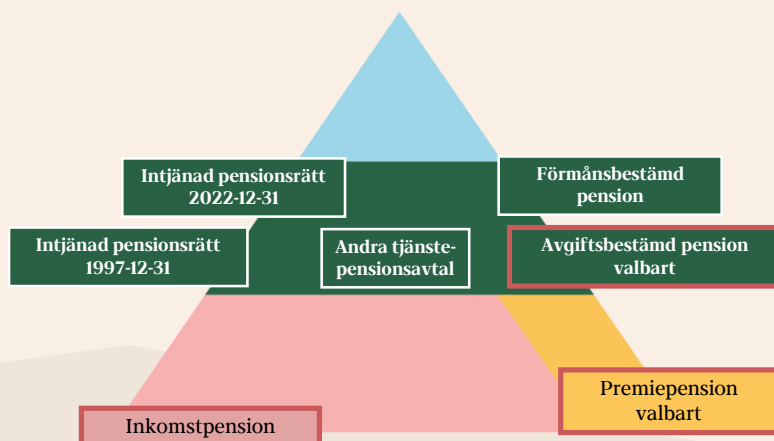 Intjänad pensionsrätt
2022-12-31
Förmånsbestämd
pension
Intjänad pensionsrätt
1997-12-31
Andra tjänste-
pensionsavtal
Avgiftsbestämd pension
valbart
Premiepension
valbart
Inkomstpension